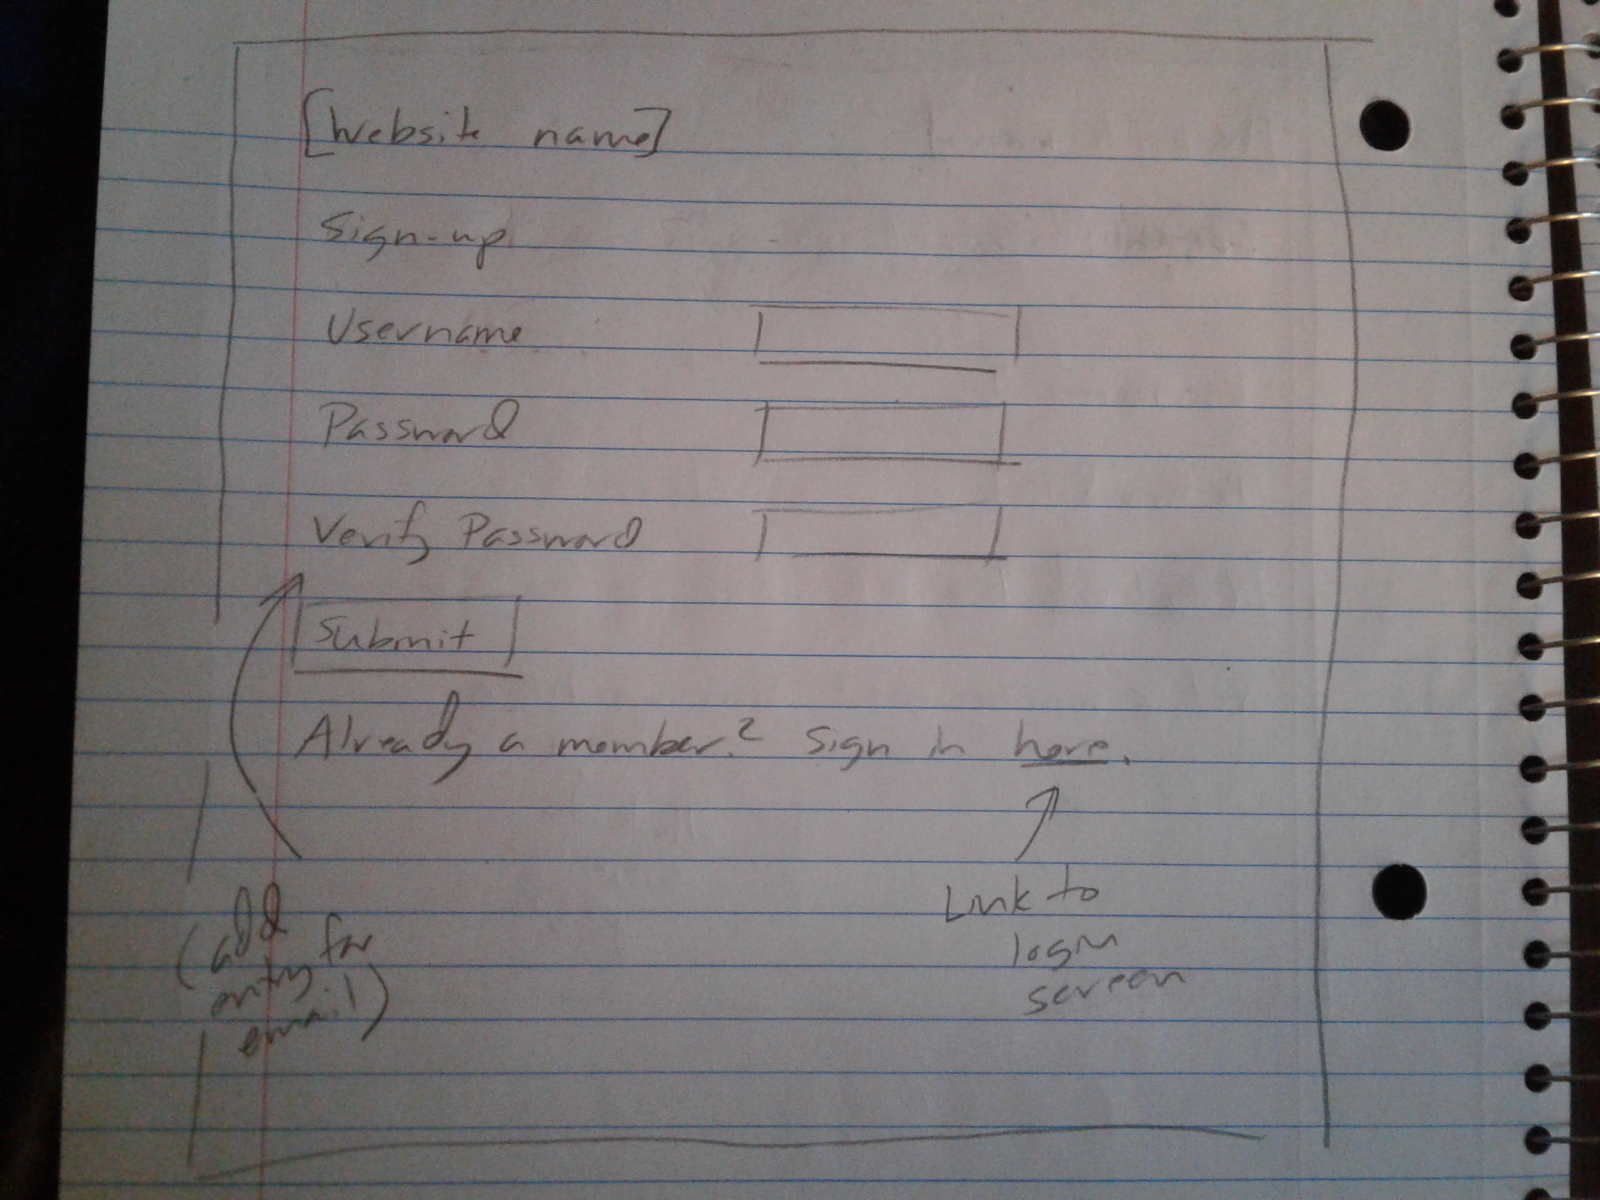 [Website name]
Sign-up
Username
Password
Verify Password
Submit
Already a member? Sign in here.
Link to
login
screen
(add for
entry:
email)